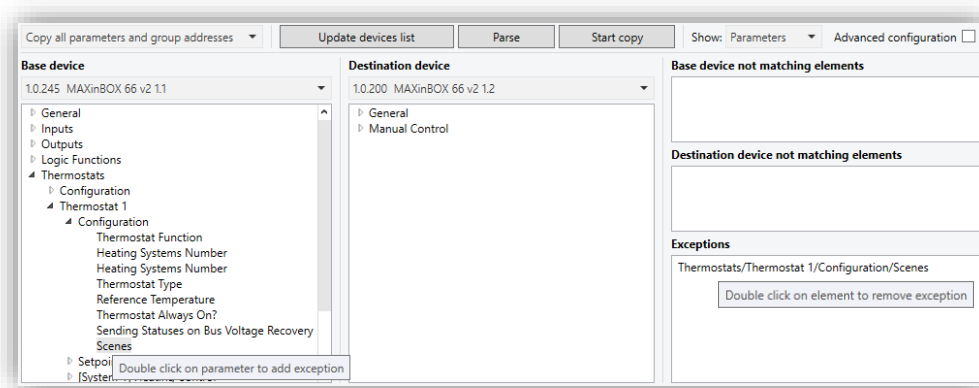 Copy all parameters and group addresses
Update devices list
Parse
Start copy
Show: Parameters
Advanced configuration
Base device
1.0.245 MAXinBOX 66 v2 1.1
General
Inputs
Outputs
Logic Functions
Thermostats
Configuration
Thermostat 1
Configuration
Thermostat Function
Heating Systems Number
Heating Systems Number
Thermostat Type
Reference Temperature
Thermostat Always On?
Sending Statuses on Bus Voltage Recovery
Scenes
Double click on parameter to add exception
Destination device
1.0.200 MAXinBOX 66 v2 1.2
General
Manual Control
Base device not matching elements
Destination device not matching elements
Exceptions
Thermostats/Thermostat 1/Configuration/Scenes
Double click on element to remove exception